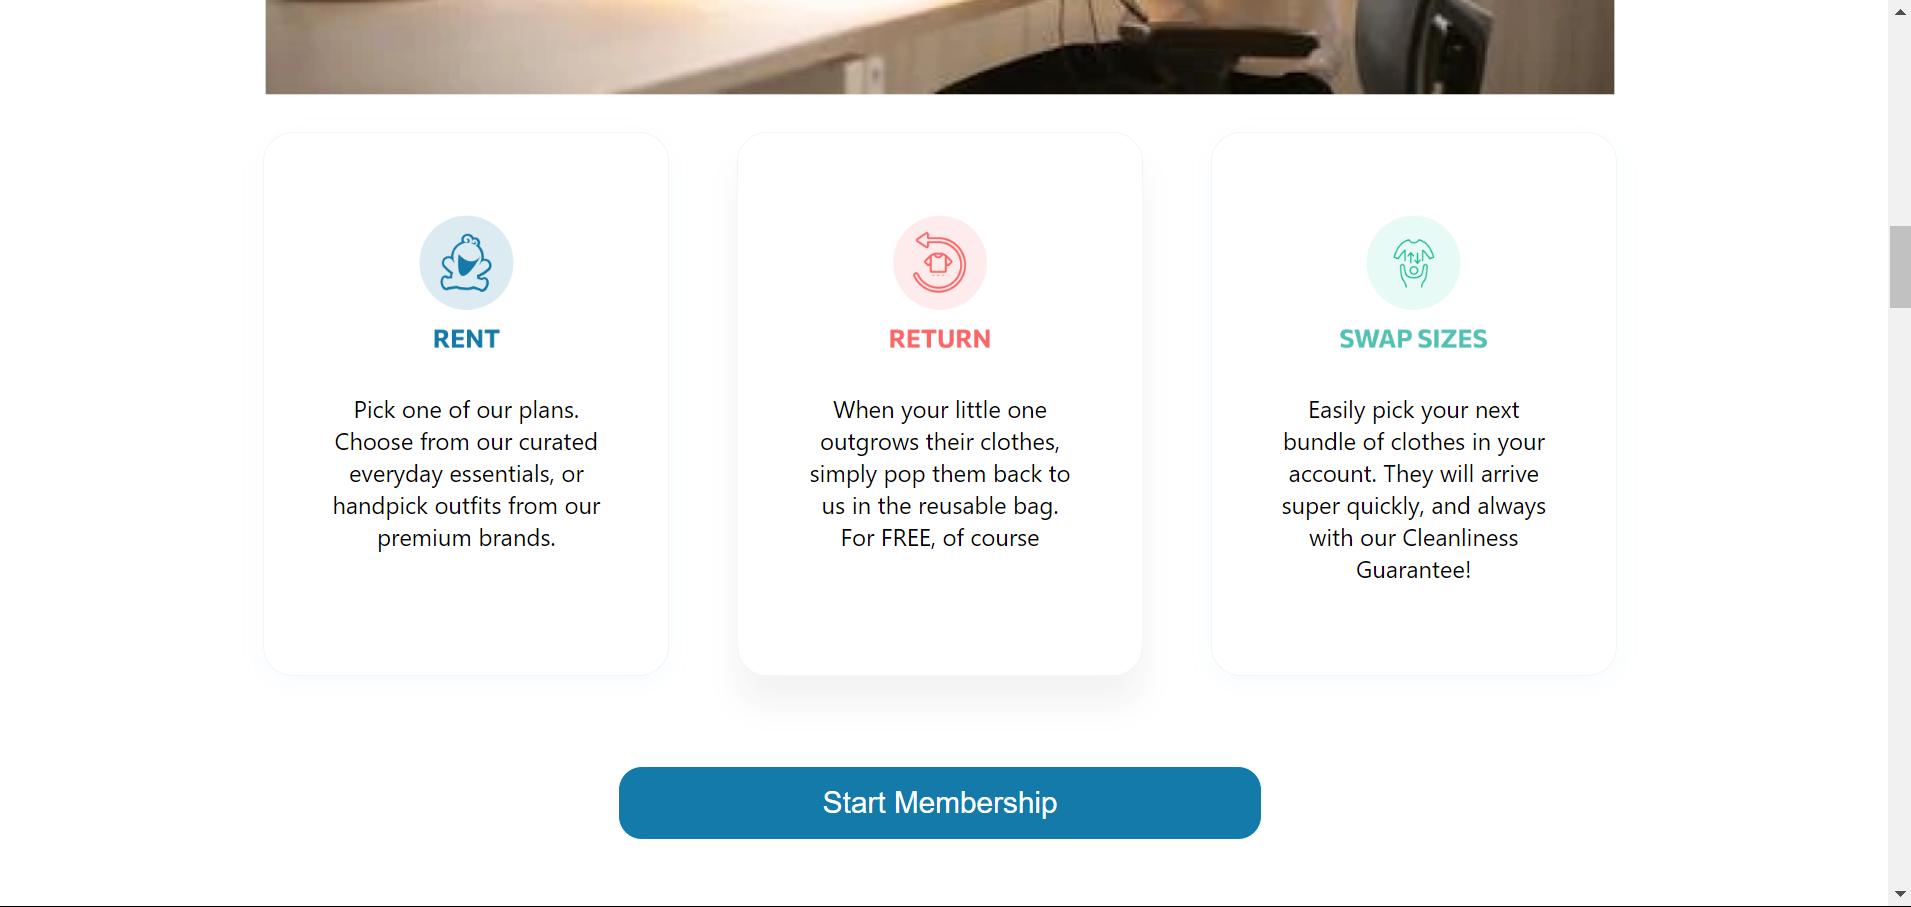 RENT
Pick one of our plans.
Choose from our curated
everyday essentials, or
handpick outfits from our
premium brands.
RETURN
When your little one
outgrows their clothes,
simply pop them back to
us in the reusable bag.
For FREE, of course
SWAP SIZES
Easily pick your next
bundle of clothes in your
account. They will arrive
super quickly, and always
with our Cleanliness
Guarantee!
Start Membership